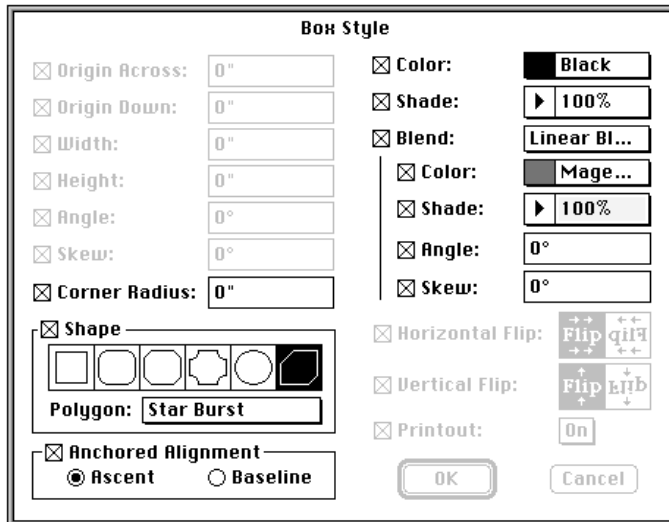 Box Style
Origin Across: 0"
Origin Down: 0"
Width: 0"
Height: 0"
Angle: 0°
Skew: 0°
Corner Radius: 0"
Shape
Polygon: Star Burst
Anchored Alignment
Ascent Baseline
Color: Black
Shade: 100%
Blend: Linear Bl...
Color: Mage...
Shade: 100%
Angle: 0°
Skew: 0°
Horizontal Flip: Flip Flip
Vertical Flip: Flip Flip
Printout: On
OK Cancel